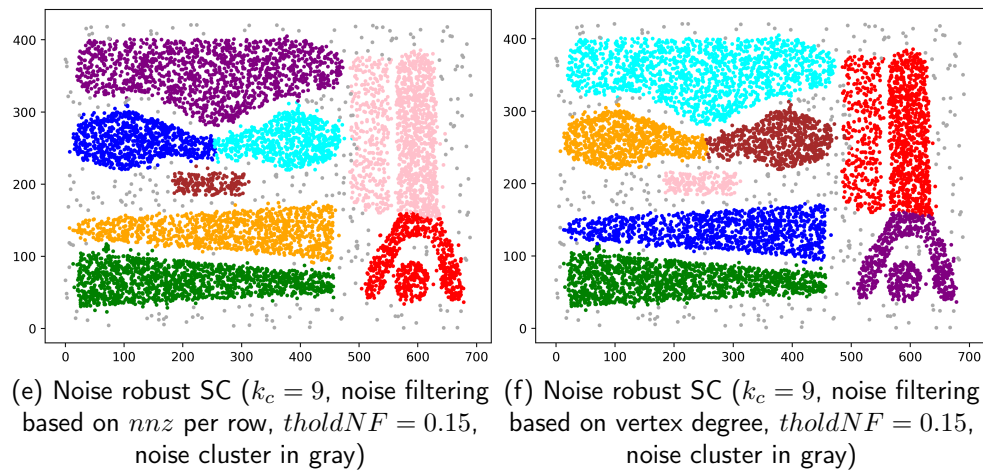 400
300
200
100
0
0 100 200 300 400 500 600 700
400
300
200
100
0
0 100 200 300 400 500 600 700
(e) Noise robust SC (k_c = 9, noise filtering
based on nnz per row, tholdNF = 0.15,
noise cluster in gray)
(f) Noise robust SC (k_c = 9, noise filtering
based on vertex degree, tholdNF = 0.15,
noise cluster in gray)